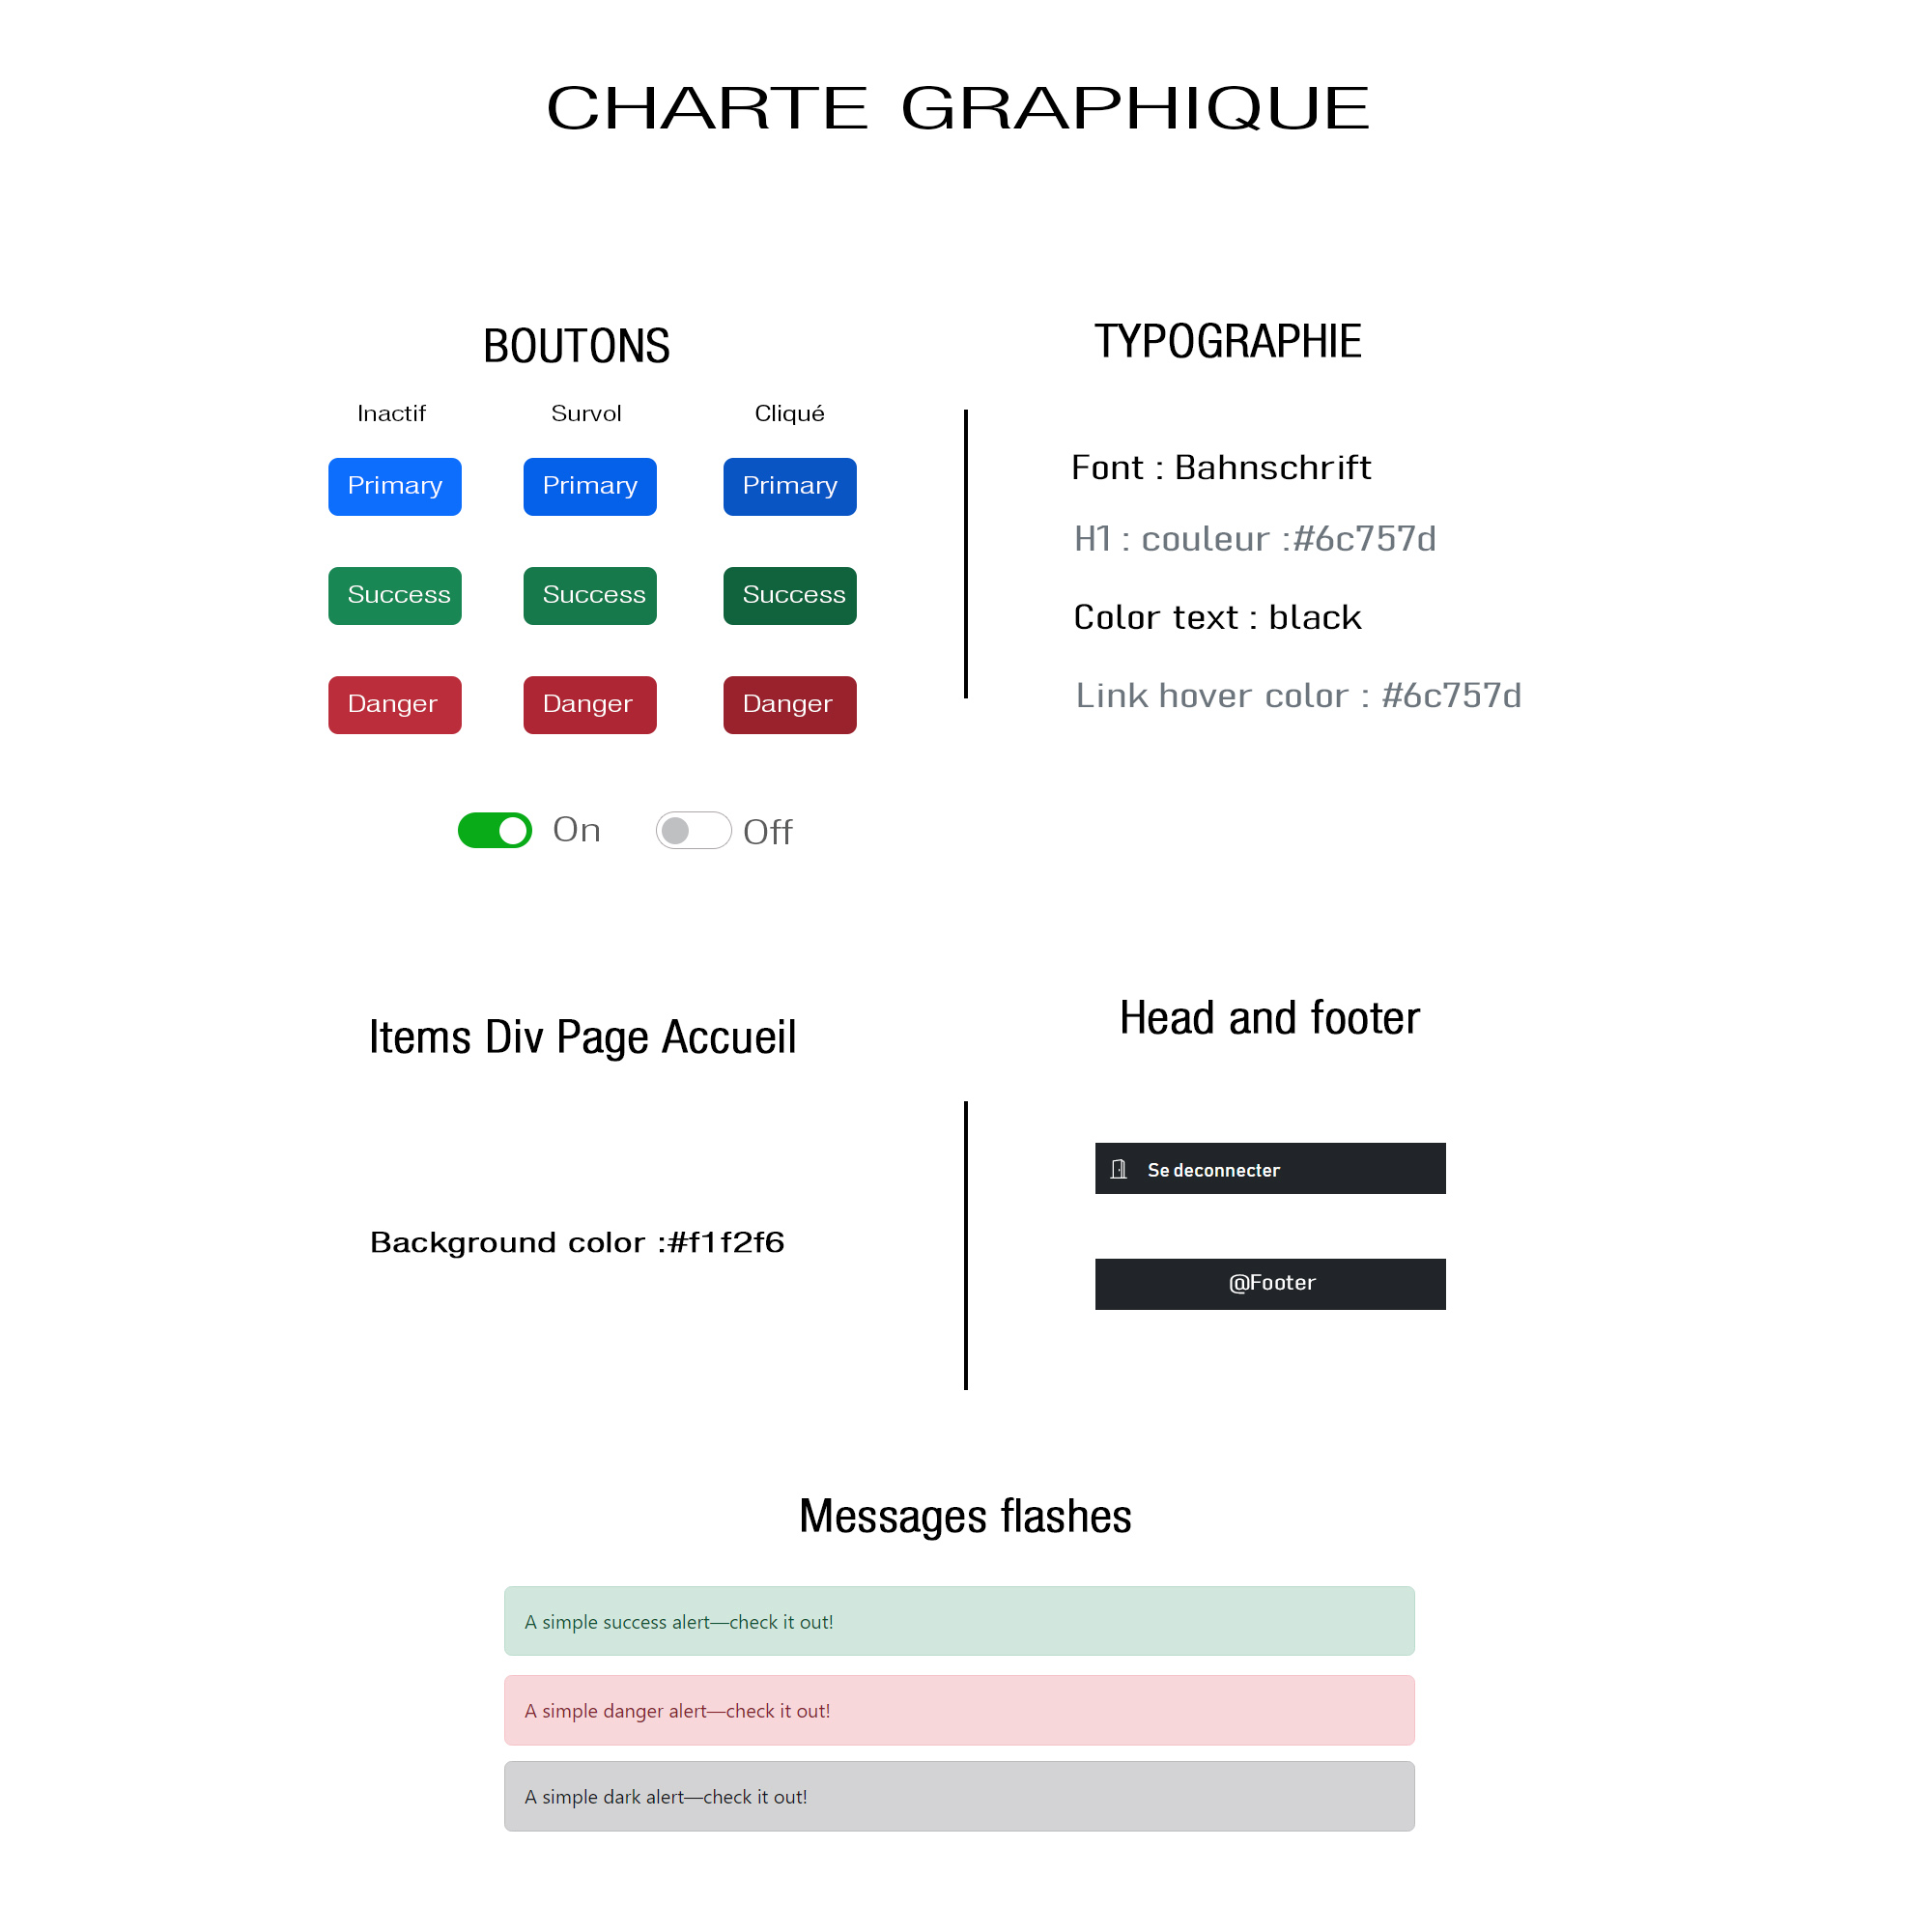 CHARTE GRAPHIQUE
BOUTONS
Inactif Survol Cliqué
Primary Primary Primary
Success Success Success
Danger Danger Danger
On Off
TYPOGRAPHIE
Font : Bahnschrift
H1 : couleur :#6c757d
Color text : black
Link hover color : #6c757d
Items Div Page Accueil
Background color :#f1f2f6
Head and footer
Se deconnecter
@Footer
Messages flashes
A simple success alert—check it out!
A simple danger alert—check it out!
A simple dark alert—check it out!